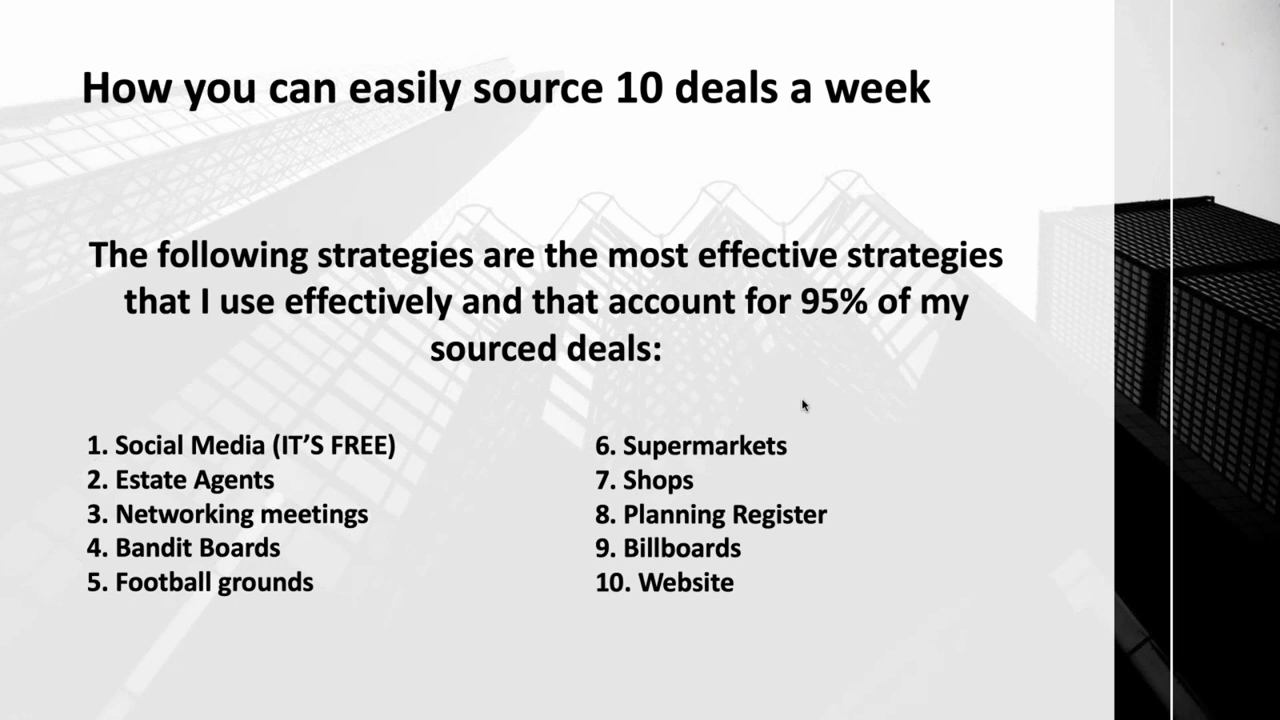 How you can easily source 10 deals a week
The following strategies are the most effective strategies
that I use effectively and that account for 95% of my
sourced deals:
1. Social Media (IT’S FREE)
2. Estate Agents
3. Networking meetings
4. Bandit Boards
5. Football grounds
6. Supermarkets
7. Shops
8. Planning Register
9. Billboards
10. Website